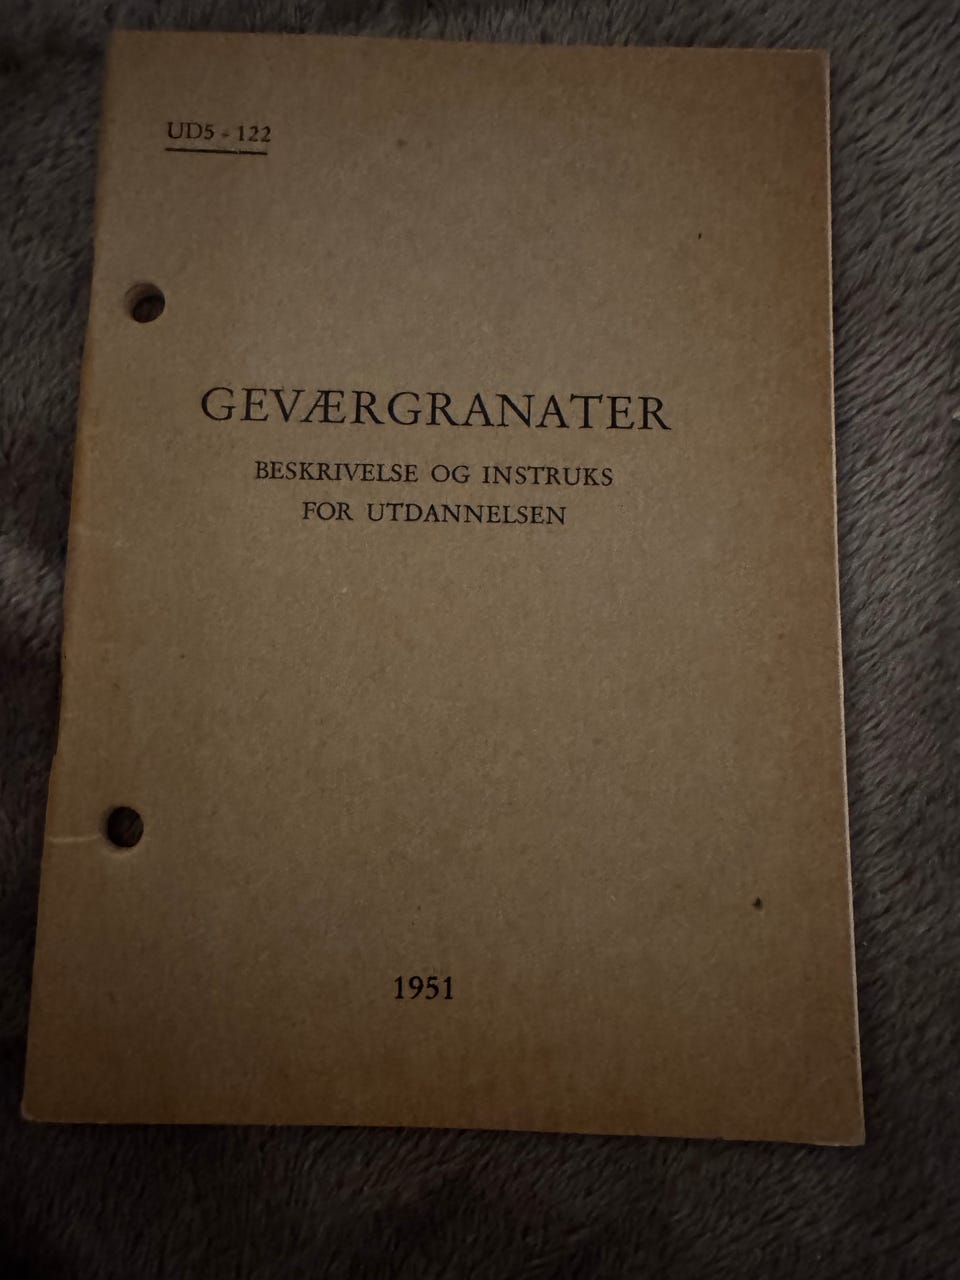 UD5 - 122
GEVÆRGRANATER
BESKRIVELSE OG INSTRUKS
FOR UTDANNELSEN
1951